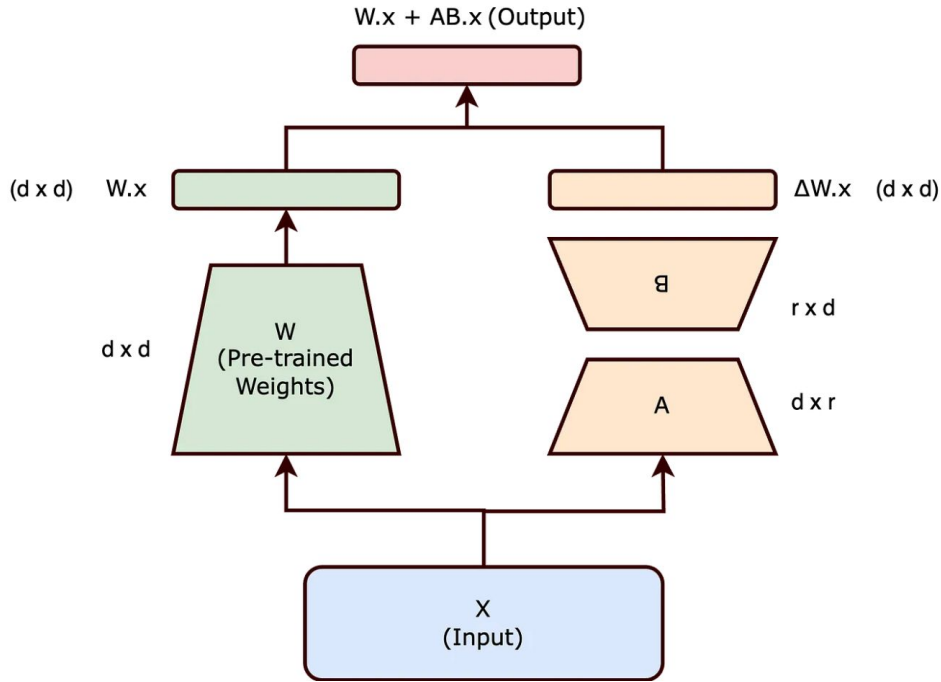 W.x + AB.x (Output)
(d x d) W.x
ΔW.x (d x d)
B
r x d
W
(Pre-trained
Weights)
d x d
A
d x r
X
(Input)